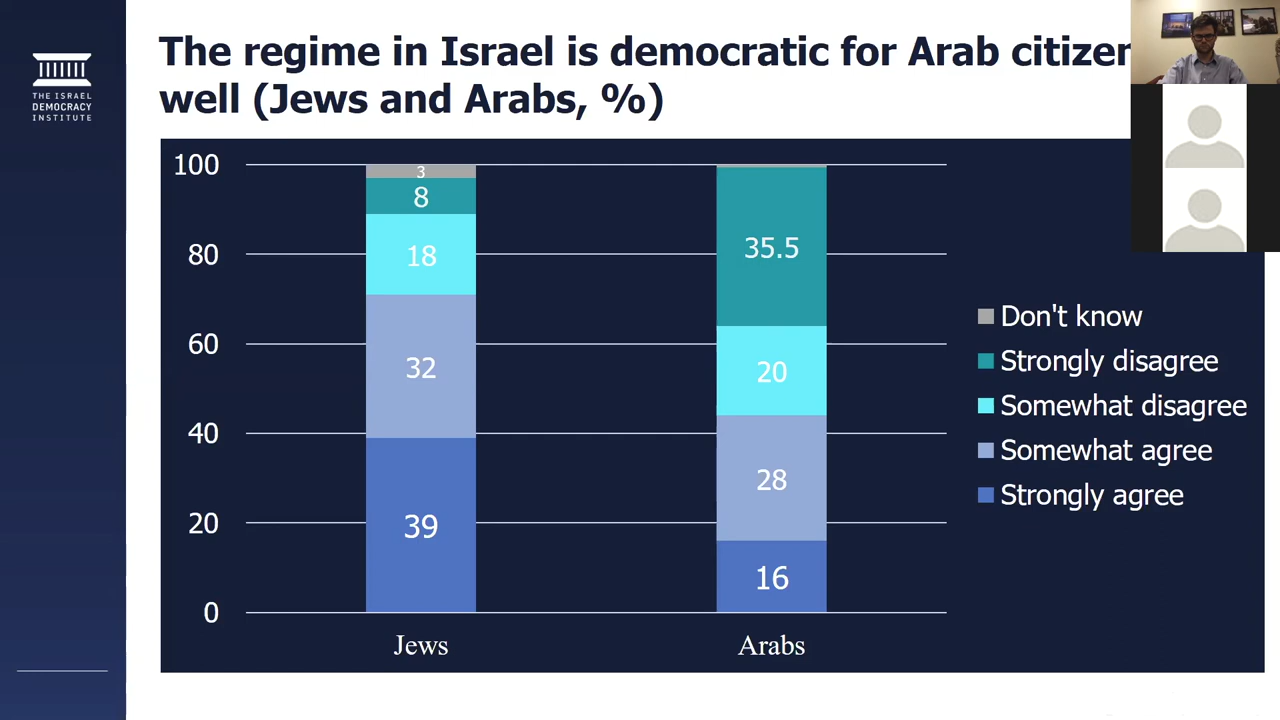 THE ISRAEL
DEMOCRACY
INSTITUTE
The regime in Israel is democratic for Arab
well (Jews and Arabs, %)
100
80
60
40
20
0
3
8
18
32
39
35.5
20
28
16
Jews
Arabs
Don't know
Strongly disagree
Somewhat disagree
Somewhat agree
Strongly agree